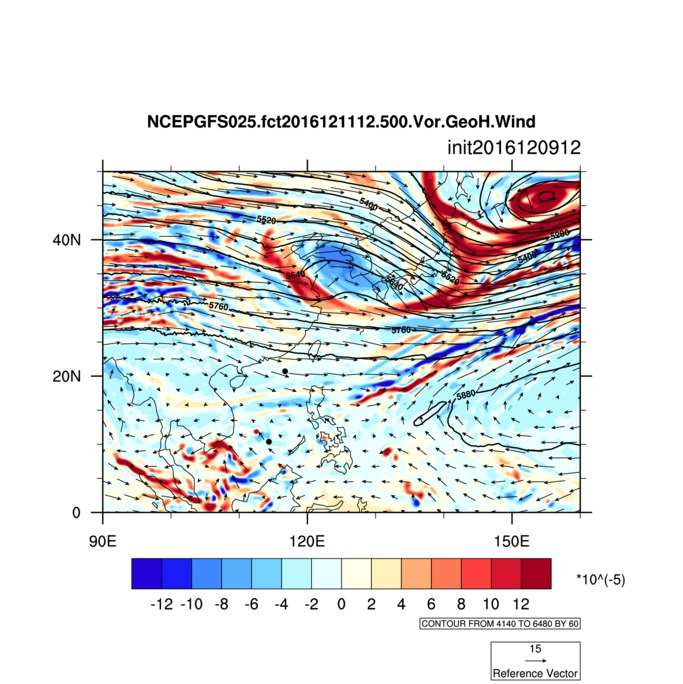 NCEPGFS025.fct2016121112.500.Vor.GeoH.Wind
init2016120912
5400
5520
5280
40N
5400
5640
5520
5760
5760
20N
5880
0
90E 120E 150E
-12 -10 -8 -6 -4 -2 0 2 4 6 8 10 12 *10^(-5)
CONTOUR FROM 4140 TO 6480 BY 60
15
Reference Vector